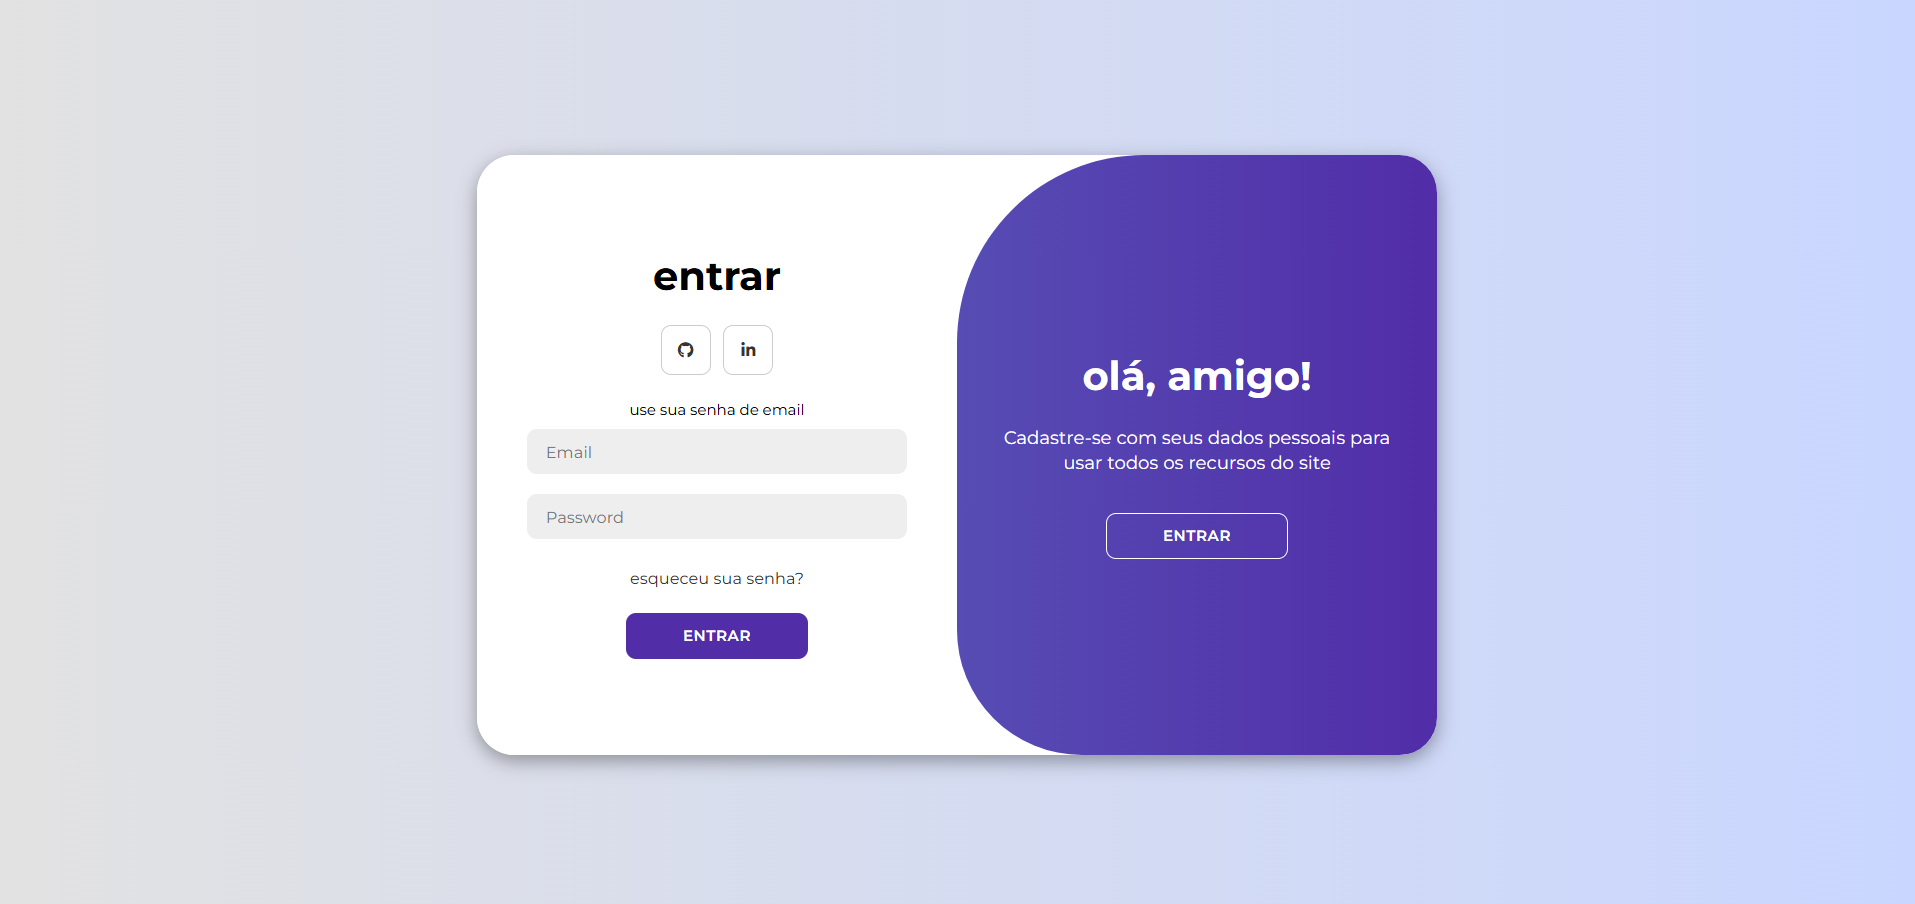 entrar
in
use sua senha de email
Email
Password
esqueceu sua senha?
ENTRAR
olá, amigo!
Cadastre-se com seus dados pessoais para
usar todos os recursos do site
ENTRAR